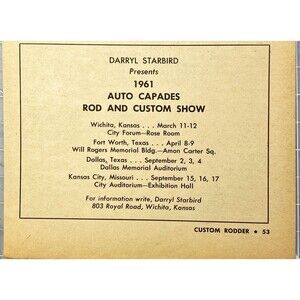 DARRYL STARBIRD
Presents
1961
AUTO CAPADES
ROD AND CUSTOM SHOW
Wichita, Kansas . . . March 11-12
City Forum—Rose Room
Fort Worth, Texas . . . April 8-9
Will Rogers Memorial Bldg.—Amon Carter Sq.
Dallas, Texas . . . September 2, 3, 4
Dallas Memorial Auditorium
Kansas City, Missouri . . . September 15, 16, 17
City Auditorium—Exhibition Hall
For information write, Darryl Starbird
803 Royal Road, Wichita, Kansas
CUSTOM RODDER • 53